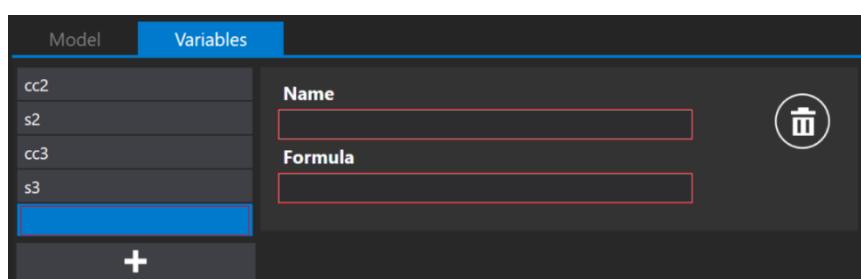 Model Variables
cc2
s2
cc3
s3
Name
Formula